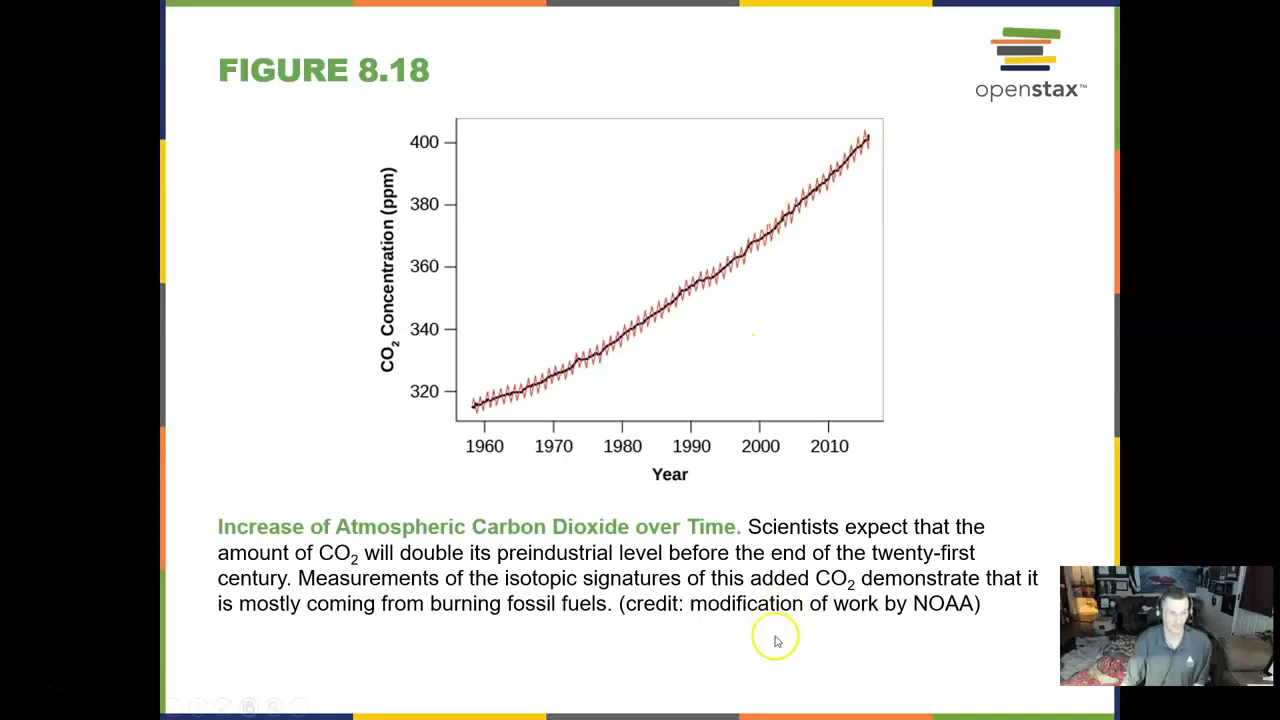 FIGURE 8.18
openstax™
400
380
360
340
320
CO₂ Concentration (ppm)
1960 1970 1980 1990 2000 2010
Year
Increase of Atmospheric Carbon Dioxide over Time. Scientists expect that the
amount of CO₂ will double its preindustrial level before the end of the twenty-first
century. Measurements of the isotopic signatures of this added CO₂ demonstrate that it
is mostly coming from burning fossil fuels. (credit: modification of work by NOAA)